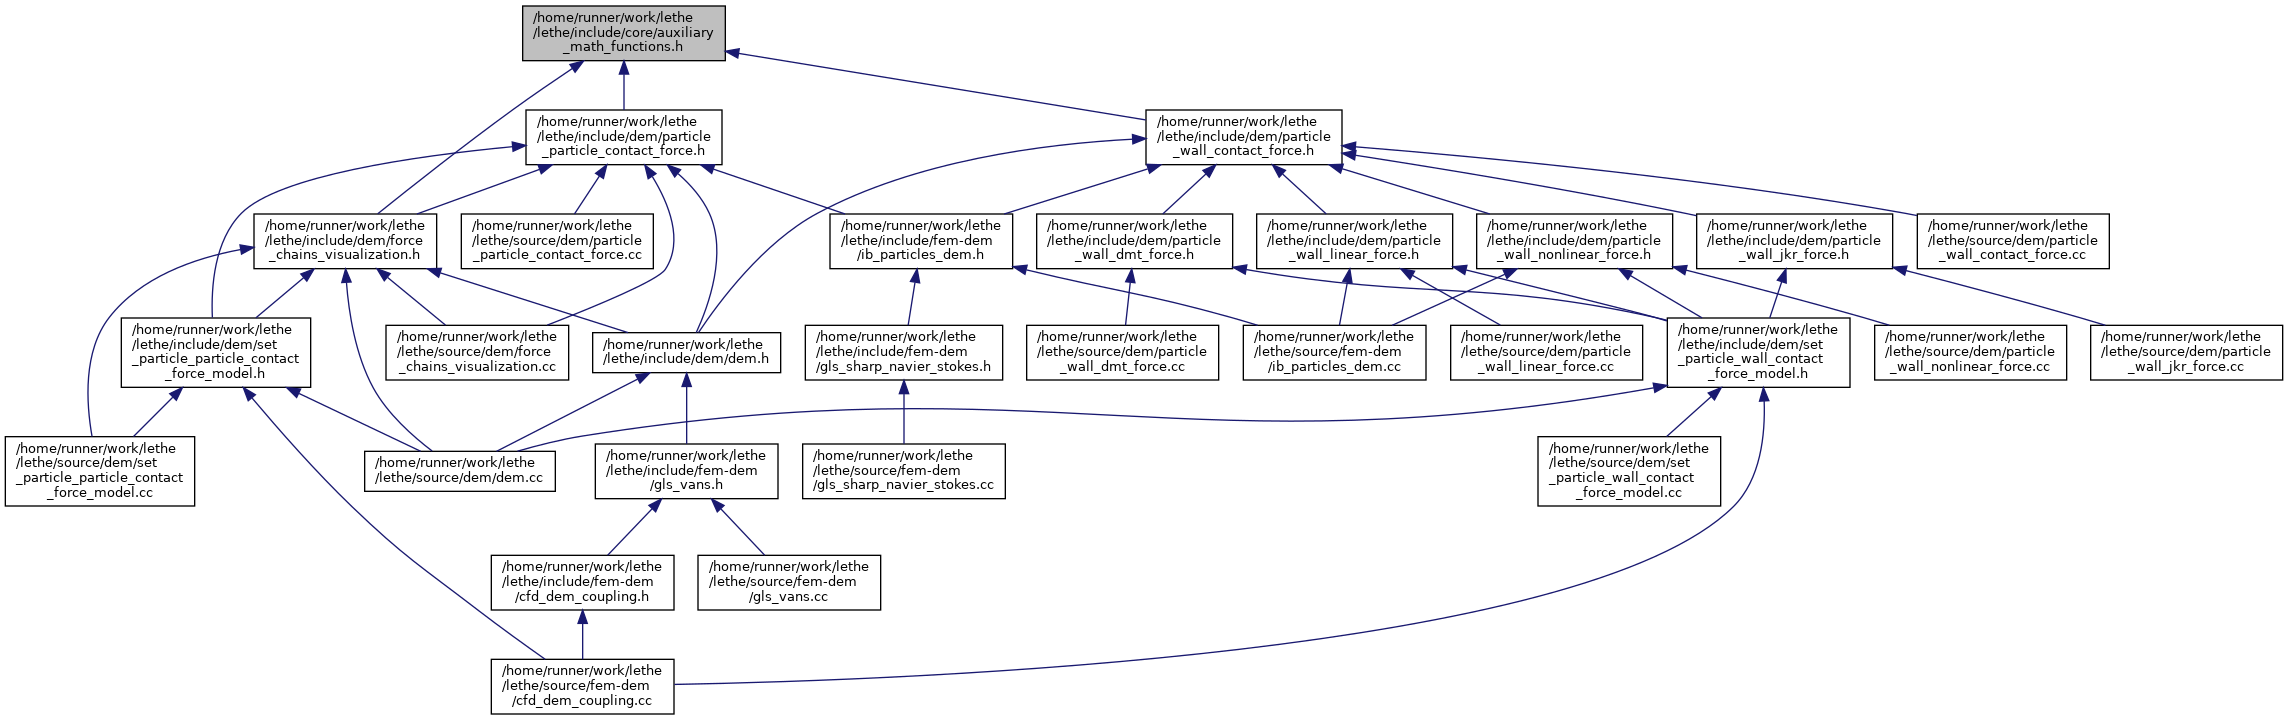 /home/runner/work/lethe
/lethe/include/core/auxiliary
_math_functions.h
/home/runner/work/lethe
/lethe/include/dem/particle
_particle_contact_force.h
/home/runner/work/lethe
/lethe/include/dem/particle
_wall_contact_force.h
/home/runner/work/lethe
/lethe/include/dem/force
_chains_visualization.h
/home/runner/work/lethe
/lethe/source/dem/particle
_particle_contact_force.cc
/home/runner/work/lethe
/lethe/include/fem-dem
/ib_particles_dem.h
/home/runner/work/lethe
/lethe/include/dem/particle
_wall_dmt_force.h
/home/runner/work/lethe
/lethe/include/dem/particle
_wall_linear_force.h
/home/runner/work/lethe
/lethe/include/dem/particle
_wall_nonlinear_force.h
/home/runner/work/lethe
/lethe/include/dem/particle
_wall_jkr_force.h
/home/runner/work/lethe
/lethe/source/dem/particle
_wall_contact_force.cc
/home/runner/work/lethe
/lethe/include/dem/set
_particle_particle_contact
_force_model.h
/home/runner/work/lethe
/lethe/source/dem/force
_chains_visualization.cc
/home/runner/work/lethe
/lethe/include/dem/dem.h
/home/runner/work/lethe
/lethe/include/fem-dem
/gls_sharp_navier_stokes.h
/home/runner/work/lethe
/lethe/source/dem/particle
_wall_dmt_force.cc
/home/runner/work/lethe
/lethe/source/fem-dem
/ib_particles_dem.cc
/home/runner/work/lethe
/lethe/source/dem/particle
_wall_linear_force.cc
/home/runner/work/lethe
/lethe/include/dem/set
_particle_wall_contact
_force_model.h
/home/runner/work/lethe
/lethe/source/dem/particle
_wall_nonlinear_force.cc
/home/runner/work/lethe
/lethe/source/dem/particle
_wall_jkr_force.cc
/home/runner/work/lethe
/lethe/source/dem/set
_particle_particle_contact
_force_model.cc
/home/runner/work/lethe
/lethe/source/dem/dem.cc
/home/runner/work/lethe
/lethe/include/fem-dem
/gls_vans.h
/home/runner/work/lethe
/lethe/source/fem-dem
/gls_sharp_navier_stokes.cc
/home/runner/work/lethe
/lethe/source/dem/set
_particle_wall_contact
_force_model.cc
/home/runner/work/lethe
/lethe/include/fem-dem
/cfd_dem_coupling.h
/home/runner/work/lethe
/lethe/source/fem-dem
/gls_vans.cc
/home/runner/work/lethe
/lethe/source/fem-dem
/cfd_dem_coupling.cc